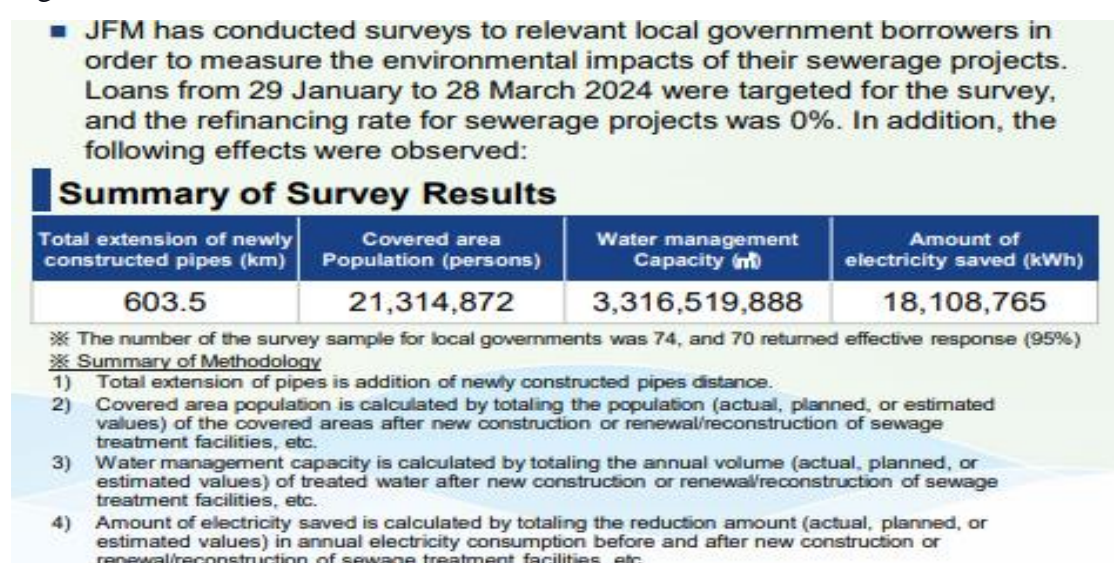 ■ JFM has conducted surveys to relevant local government borrowers in
order to measure the environmental impacts of their sewerage projects.
Loans from 29 January to 28 March 2024 were targeted for the survey,
and the refinancing rate for sewerage projects was 0%. In addition, the
following effects were observed:
Summary of Survey Results
Total extension of newly constructed pipes (km)
Covered area Population (persons)
Water management Capacity (㎥)
Amount of electricity saved (kWh)
603.5 21,314,872 3,316,519,888 18,108,765
※ The number of the survey sample for local governments was 74, and 70 returned effective response (95%)
※ Summary of Methodology
1) Total extension of pipes is addition of newly constructed pipes distance.
2) Covered area population is calculated by totaling the population (actual, planned, or estimated
values) of the covered areas after new construction or renewal/reconstruction of sewage
treatment facilities, etc.
3) Water management capacity is calculated by totaling the annual volume (actual, planned, or
estimated values) of treated water after new construction or renewal/reconstruction of sewage
treatment facilities, etc.
4) Amount of electricity saved is calculated by totaling the reduction amount (actual, planned, or
estimated values) in annual electricity consumption before and after new construction or
renewal/reconstruction of sewage treatment facilities, etc.